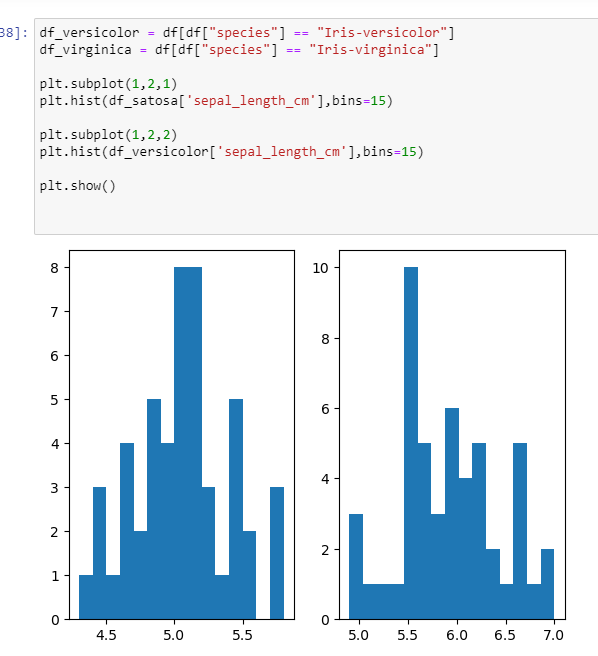 38]:
df_versicolor = df[df["species"] == "Iris-versicolor"]
df_virginica = df[df["species"] == "Iris-virginica"]
plt.subplot(1,2,1)
plt.hist(df_satosa['sepal_length_cm'],bins=15)
plt.subplot(1,2,2)
plt.hist(df_versicolor['sepal_length_cm'],bins=15)
plt.show()
8
7
6
5
4
3
2
1
0
4.5 5.0 5.5
10
8
6
4
2
0
5.0 5.5 6.0 6.5 7.0